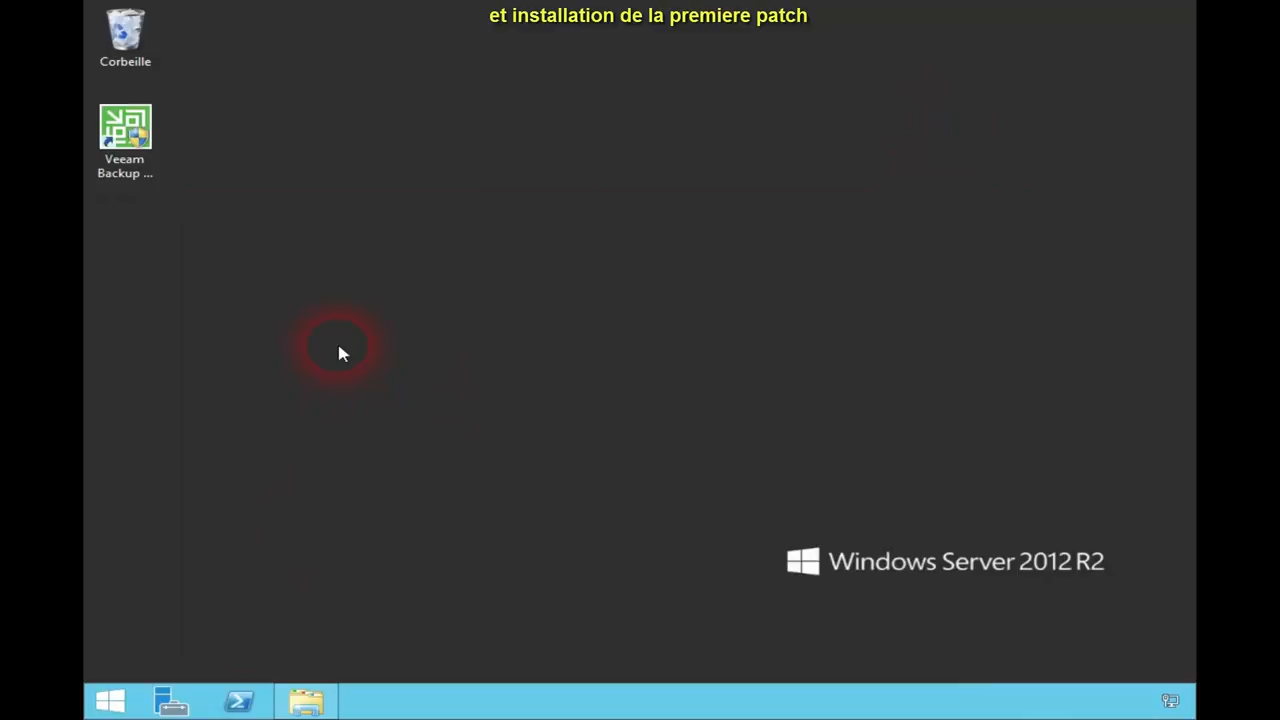 et installation de la premiere patch
Corbeille
Veeam
Backup ...
Windows Server 2012 R2